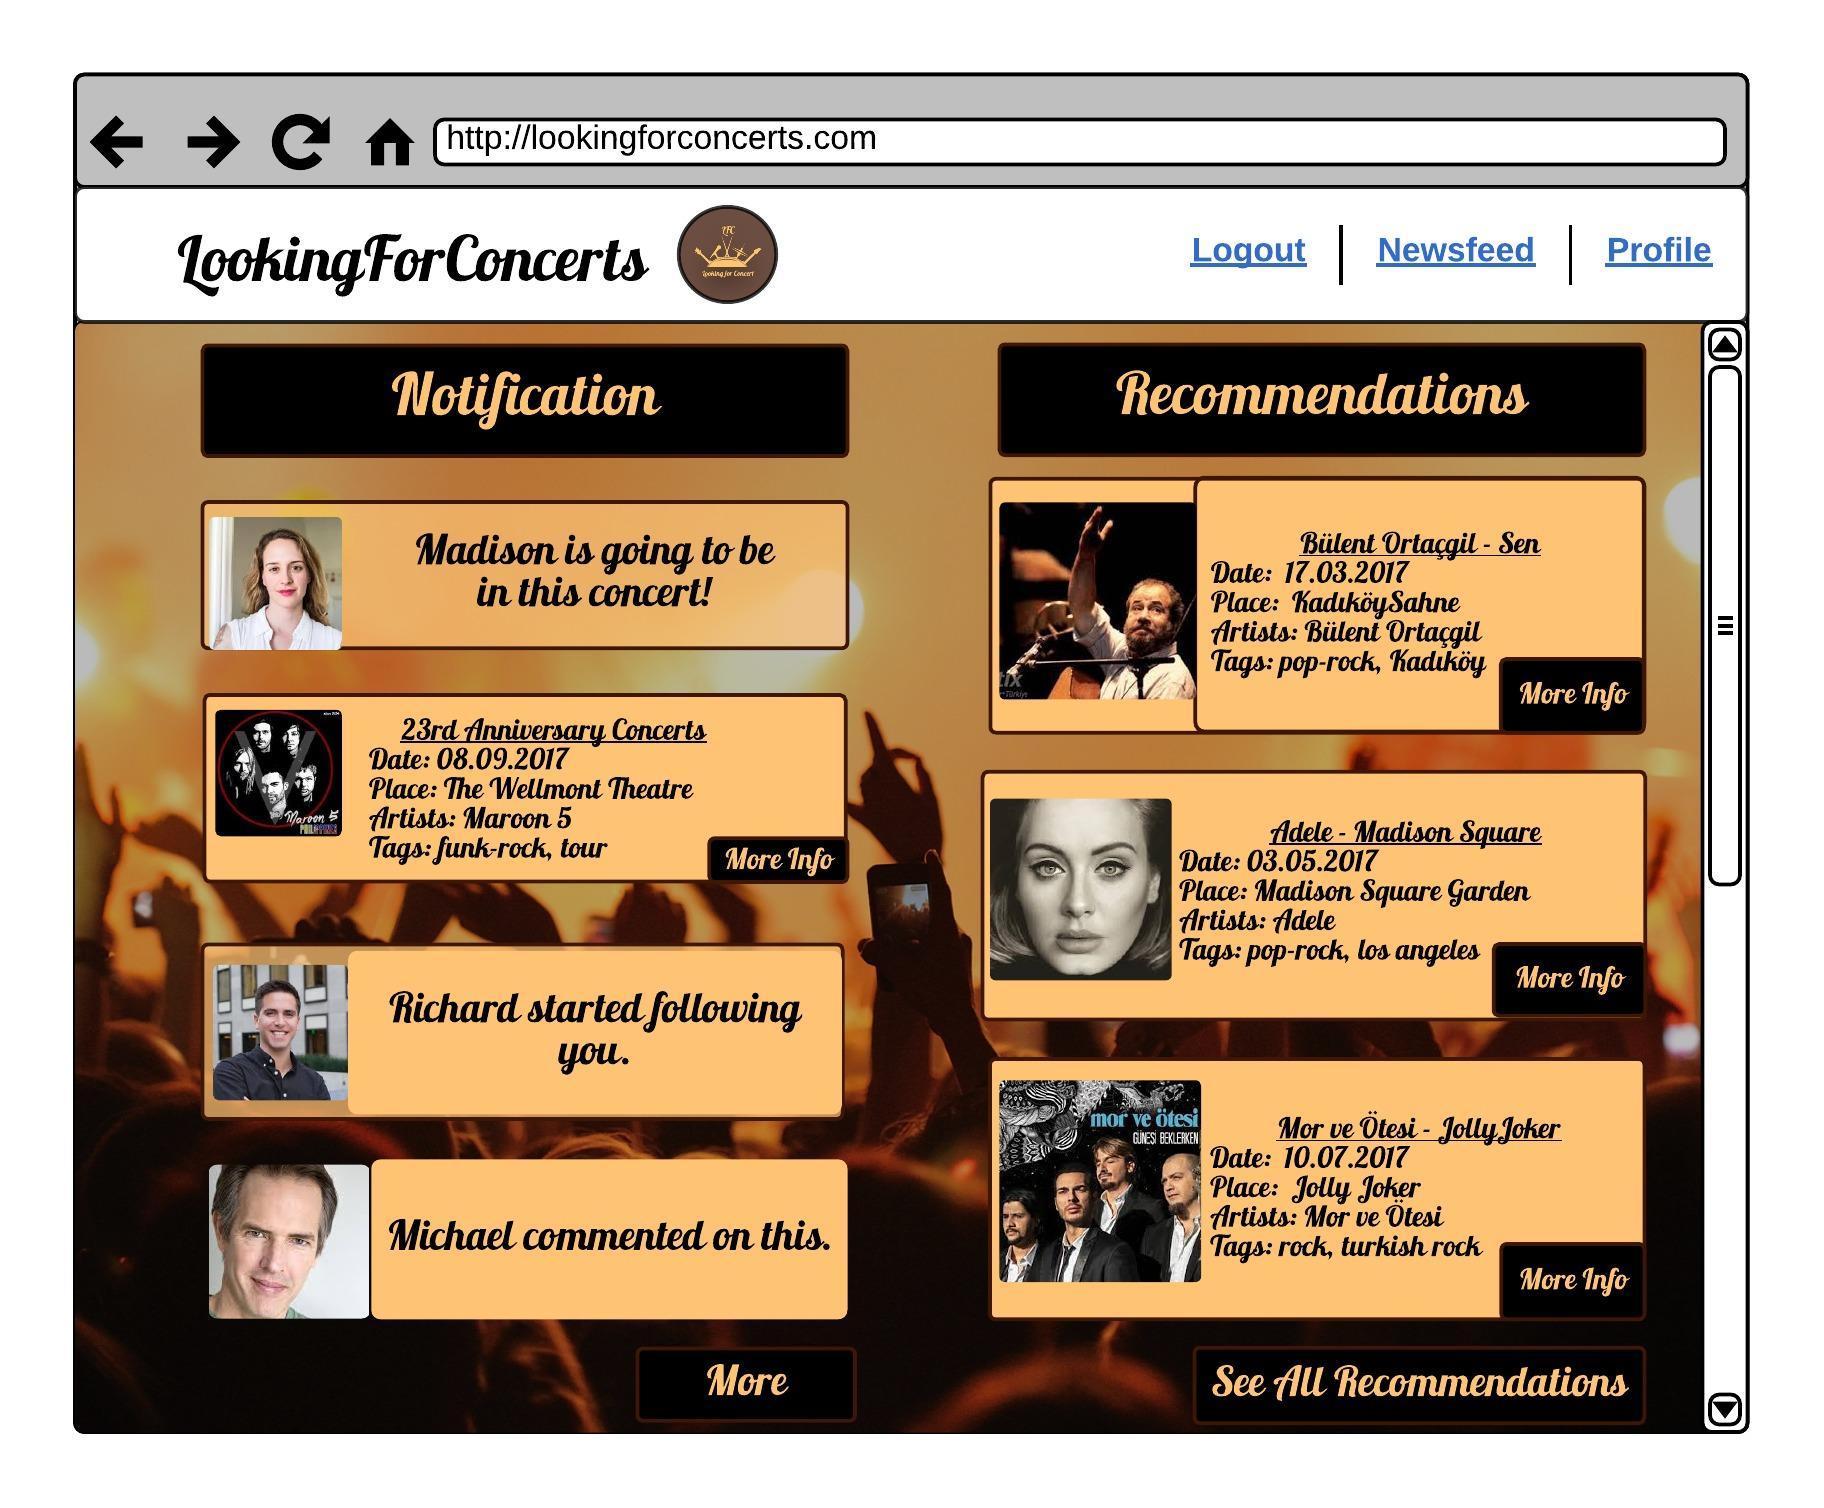 http://lookingforconcerts.com
LookingForConcerts
LFC
Looking for Concert
Logout
Newsfeed
Profile
Notification
Madison is going to be
in this concert!
23rd Anniversary Concerts
Date: 08.09.2017
Place: The Wellmont Theatre
Artists: Maroon 5
Tags: funk-rock, tour
More Info
Maroon 5
PHILIPPINES
Richard started following
you.
Michael commented on this.
More
Recommendations
Bülent Ortaçgil - Sen
Date: 17.03.2017
Place: KadıköySahne
Artists: Bülent Ortaçgil
Tags: pop-rock, Kadıköy
More Info
tix
Türkiye
Adele - Madison Square
Date: 03.05.2017
Place: Madison Square Garden
Artists: Adele
Tags: pop-rock, los angeles
More Info
mor ve ötesi
GÜNEŞİ BEKLERKEN
Mor ve Ötesi - JollyJoker
Date: 10.07.2017
Place: Jolly Joker
Artists: Mor ve Ötesi
Tags: rock, turkish rock
More Info
See All Recommendations